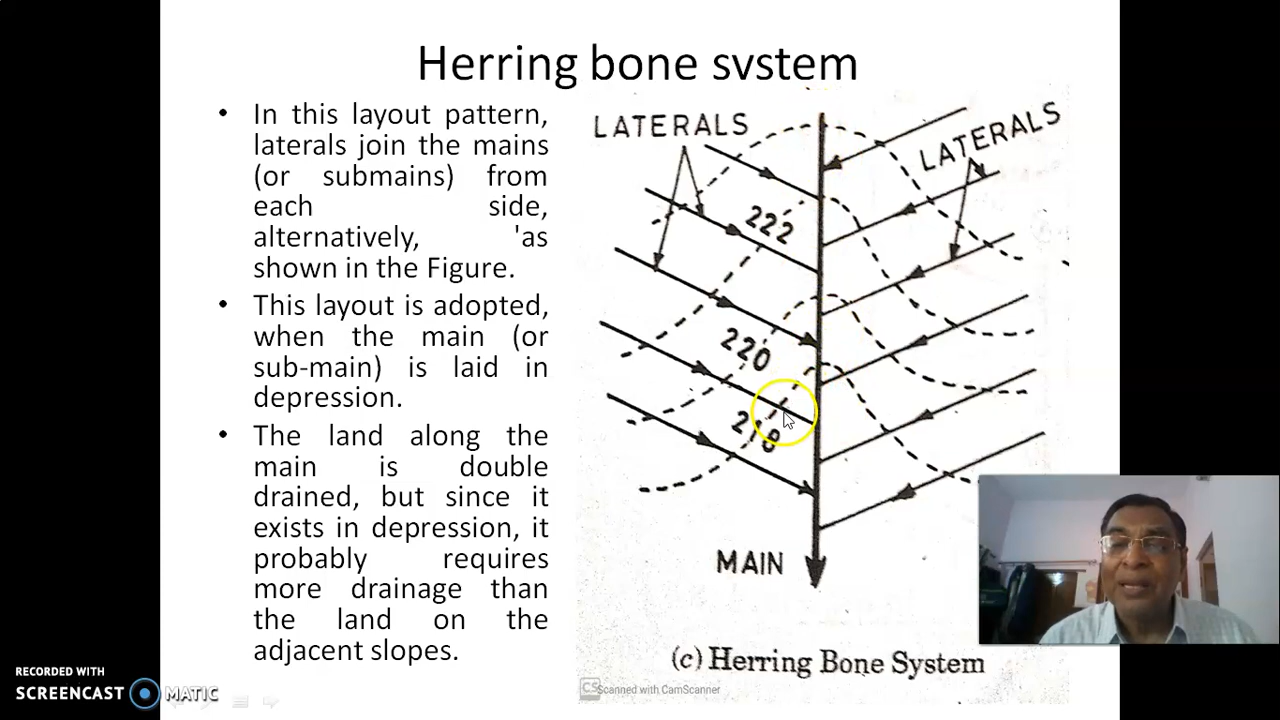 Herring bone system
• In this layout pattern,
laterals join the mains
(or submains) from
each side,
alternatively, 'as
shown in the Figure.
• This layout is adopted,
when the main (or
sub-main) is laid in
depression.
• The land along the
main is double
drained, but since it
exists in depression, it
probably requires
more drainage than
the land on the
adjacent slopes.
LATERALS
LATERALS
222
220
218
MAIN
(c) Herring Bone System
CS Scanned with CamScanner
RECORDED WITH
SCREENCAST MATIC